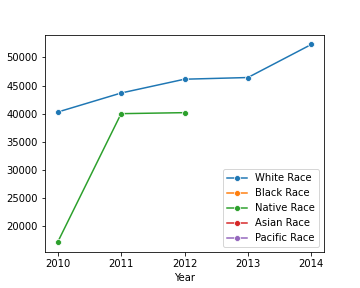 50000
45000
40000
35000
30000
25000
20000
2010 2011 2012 2013 2014
Year
White Race
Black Race
Native Race
Asian Race
Pacific Race